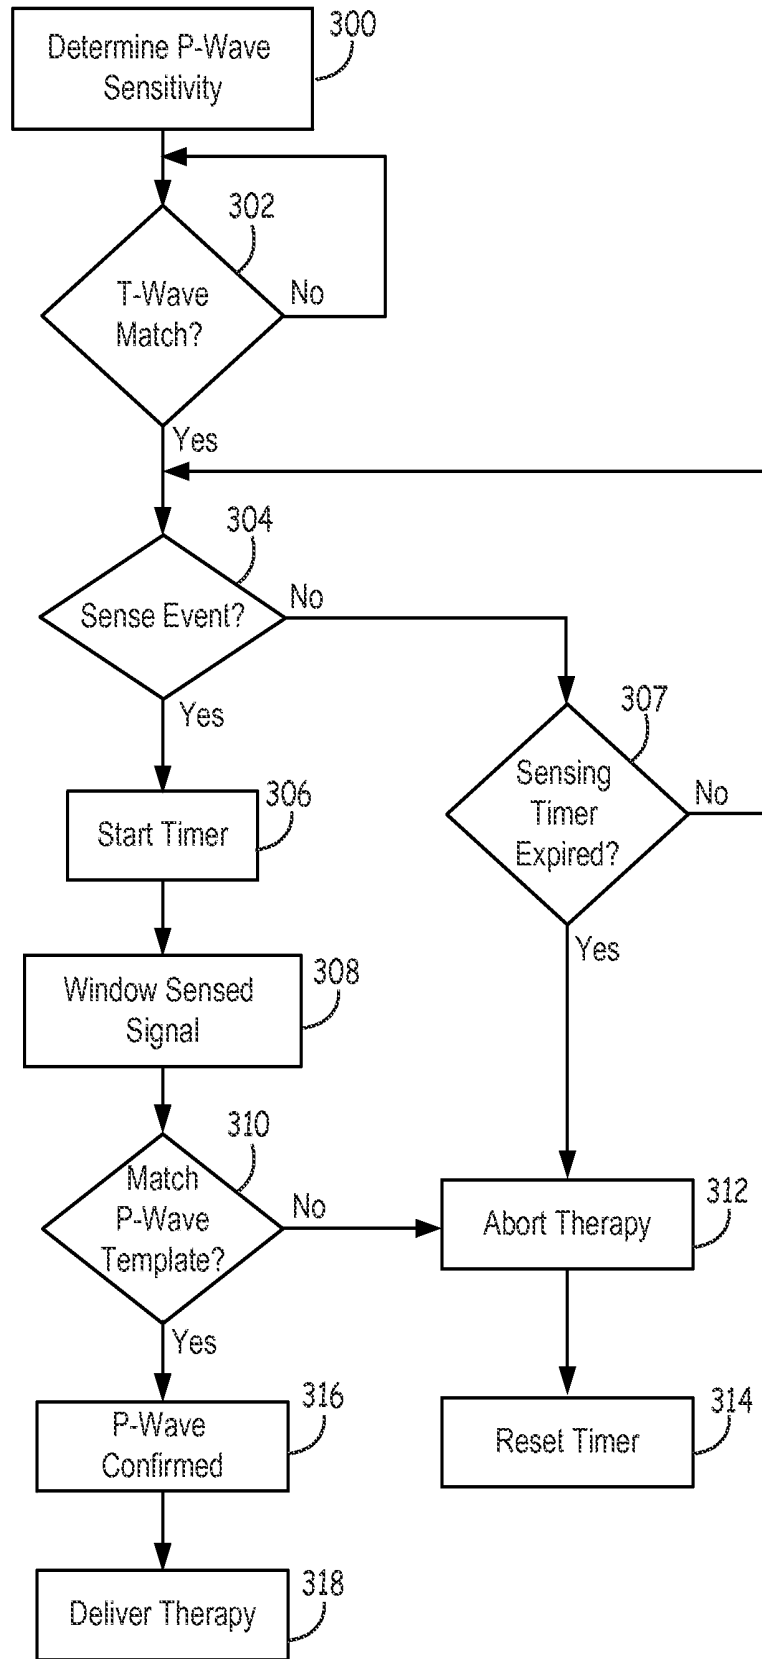 Determine P-Wave
Sensitivity
300
302
T-Wave
Match?
No
Yes
304
Sense Event?
No
Yes
307
Sensing
Timer
Expired?
No
Yes
306
Start Timer
308
Window Sensed
Signal
310
Match
P-Wave
Template?
No
Yes
312
Abort Therapy
314
Reset Timer
316
P-Wave
Confirmed
318
Deliver Therapy